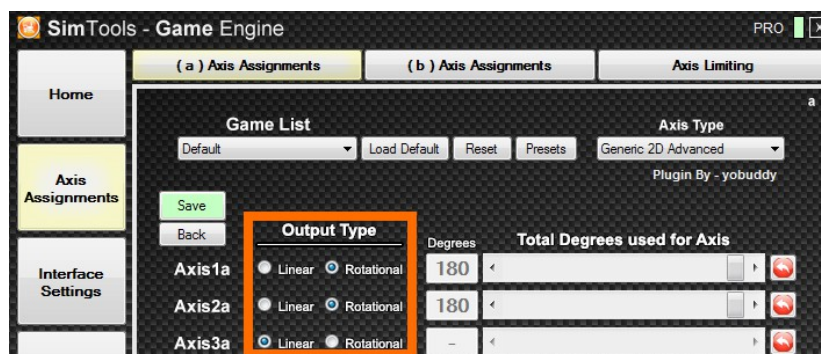 SimTools - Game Engine PRO
( a ) Axis Assignments ( b ) Axis Assignments Axis Limiting
Home
a
Game List Axis Type
Default Load Default Reset Presets Generic 2D Advanced
Plugin By - yobuddy
Axis
Assignments
Save
Back Output Type Degrees Total Degrees used for Axis
Interface
Settings
Axis1a Linear Rotational 180
Axis2a Linear Rotational 180
Axis3a Linear Rotational -